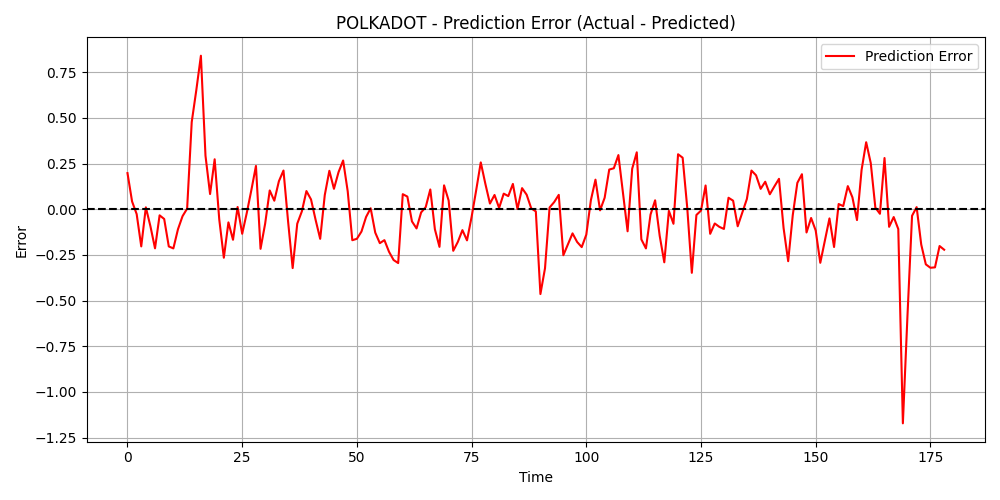 POLKADOT - Prediction Error (Actual - Predicted)
Prediction Error
0.75
0.50
0.25
0.00
−0.25
−0.50
−0.75
−1.00
−1.25
Error
0 25 50 75 100 125 150 175
Time